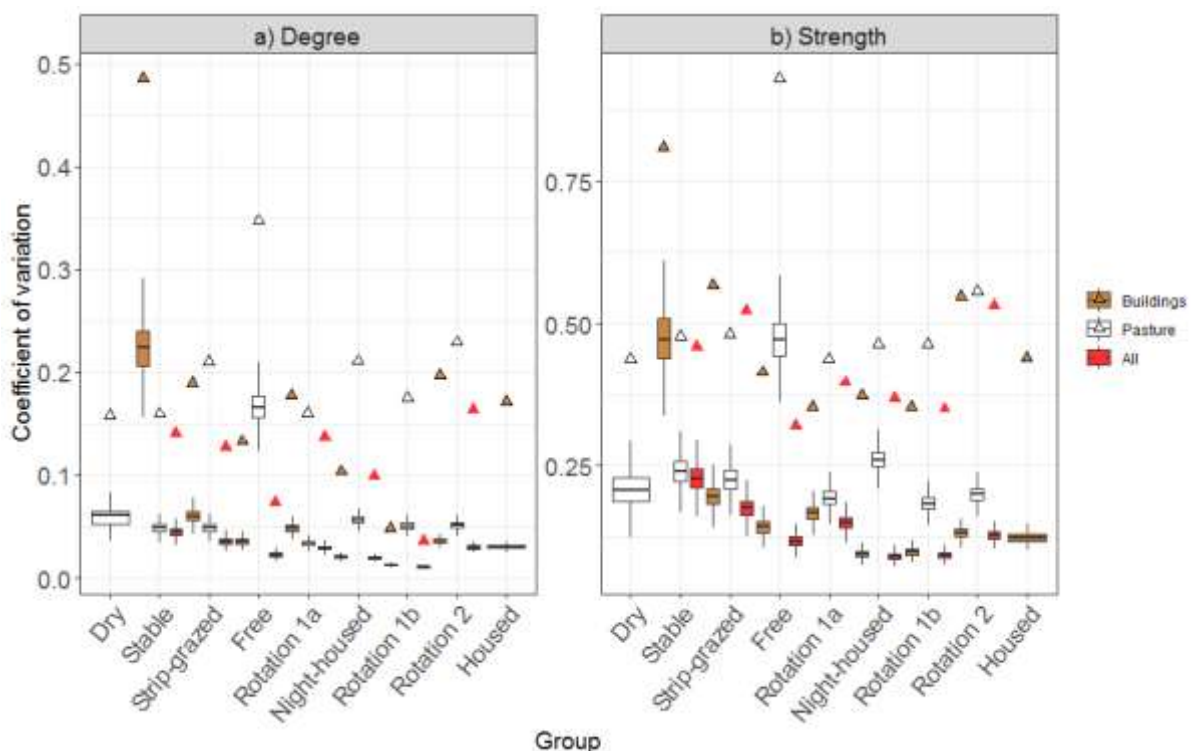 a) Degree
b) Strength
Coefficient of variation
0.5
0.4
0.3
0.2
0.1
0.0
0.75
0.50
0.25
Dry
Stable
Strip-grazed
Free
Rotation 1a
Night-housed
Rotation 1b
Rotation 2
Housed
Dry
Stable
Strip-grazed
Free
Rotation 1a
Night-housed
Rotation 1b
Rotation 2
Housed
Group
Buildings
Pasture
All